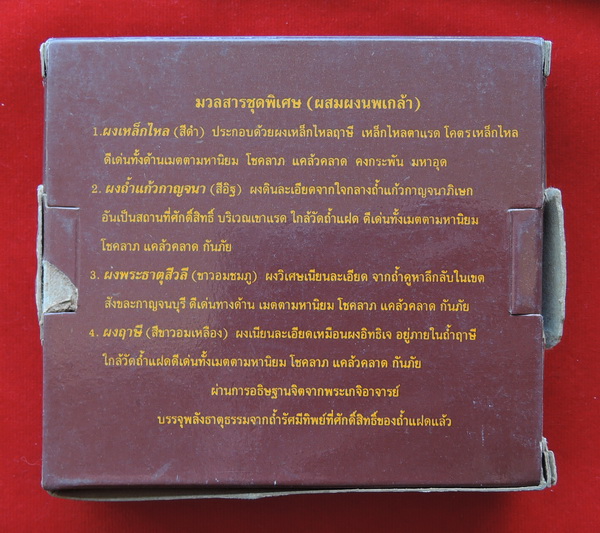 มวลสารชุดพิเศษ (ผสมผงนพเกล้า)
1.ผงเหล็กไหล (สีดำ) ประกอบด้วยผงเหล็กไหลฤาษี เหล็กไหลตาแรด โคตรเหล็กไหล
ดีเด่นทั้งด้านเมตตามหานิยม โชคลาภ แคล้วคลาด คงกระพัน มหาอุด
2. ผงถ้ำแก้วกาญจนา (สีอิฐ) ผงดินละเอียดจากใจกลางถ้ำแก้วกาญจนาภิเษก
อันเป็นสถานที่ศักดิ์สิทธิ์ บริเวณเขาแรด ใกล้วัดถ้ำแฝด ดีเด่นทั้งเมตตามหานิยม
โชคลาภ แคล้วคลาด กันภัย
3. ผงพระธาตุสีวลี (ขาวอมชมภู) ผงวิเศษเนียนละเอียด จากถ้ำคูหาลึกลับในเขต
สังขละกาญจนบุรี ดีเด่นทางด้าน เมตตามหานิยม โชคลาภ แคล้วคลาด กันภัย
4. ผงฤาษี (สีขาวอมเหลือง) ผงเนียนละเอียดเหมือนผงอิทธิเจ อยู่ภายในถ้ำฤาษี
ใกล้วัดถ้ำแฝดดีเด่นทั้งเมตตามหานิยม โชคลาภ แคล้วคลาด กันภัย
ผ่านการอธิษฐานจิตจากพระเกจิอาจารย์
บรรจุพลังธาตุธรรมจากถ้ำรัศมีทิพย์ที่ศักดิ์สิทธิ์ของถ้ำแฝดแล้ว